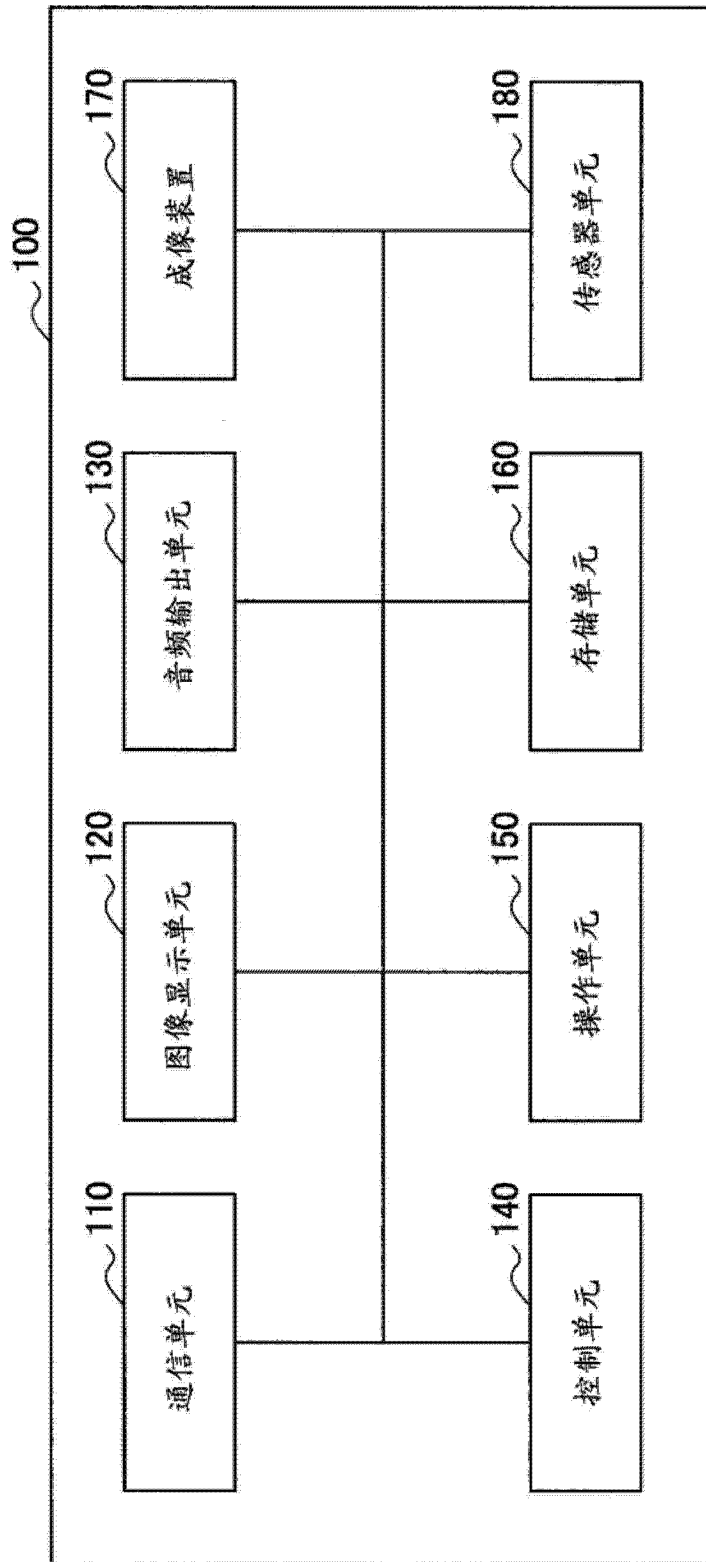 100
110
通信单元
120
图像显示单元
130
音频输出单元
170
成像装置
140
控制单元
150
操作单元
160
存储单元
180
传感器单元